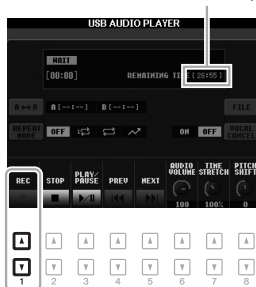 USB AUDIO PLAYER
WAIT
[00:00] REMAINING TIME[26:55]
A↔B A[--:--] B[--:--] FILE
REPEAT MODE OFF 1 ON OFF VOCAL CANCEL
REC STOP PLAY/PAUSE PREV NEXT AUDIO VOLUME TIME STRETCH PITCH SHIFT
100 100% 0
1 2 3 4 5 6 7 8